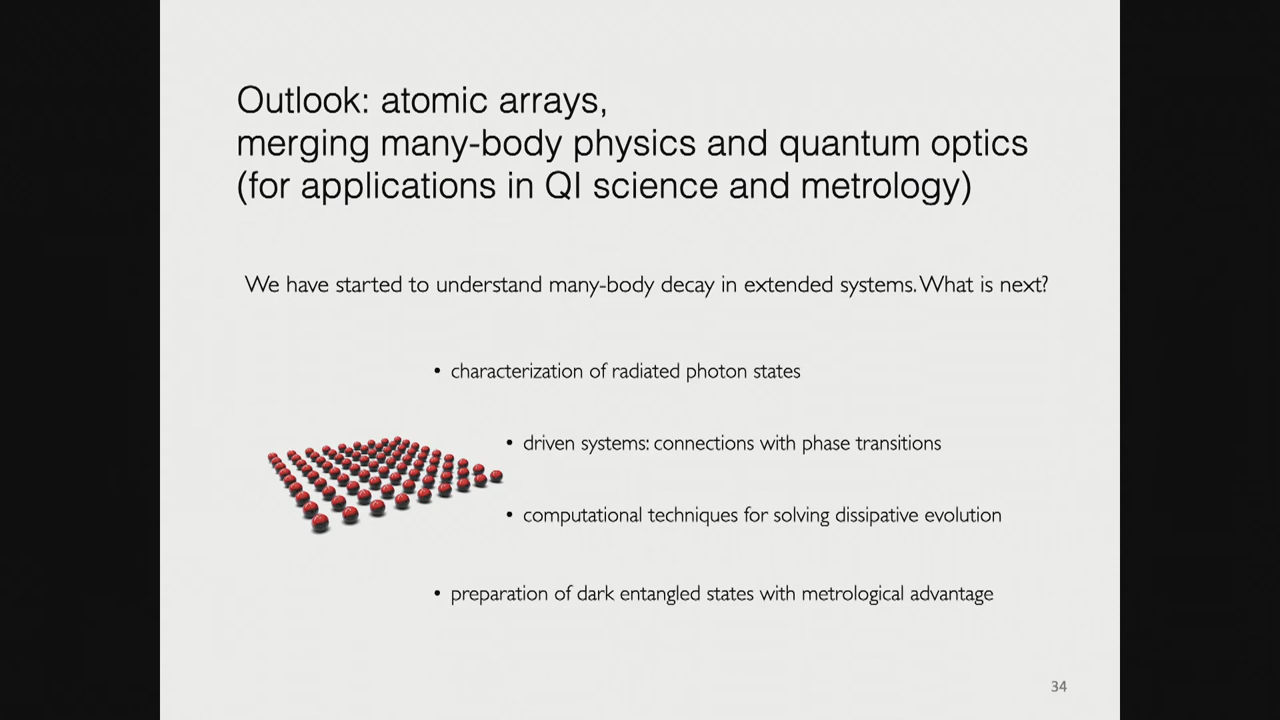 Outlook: atomic arrays,
merging many-body physics and quantum optics
(for applications in QI science and metrology)
We have started to understand many-body decay in extended systems. What is next?
• characterization of radiated photon states
• driven systems: connections with phase transitions
• computational techniques for solving dissipative evolution
• preparation of dark entangled states with metrological advantage
34